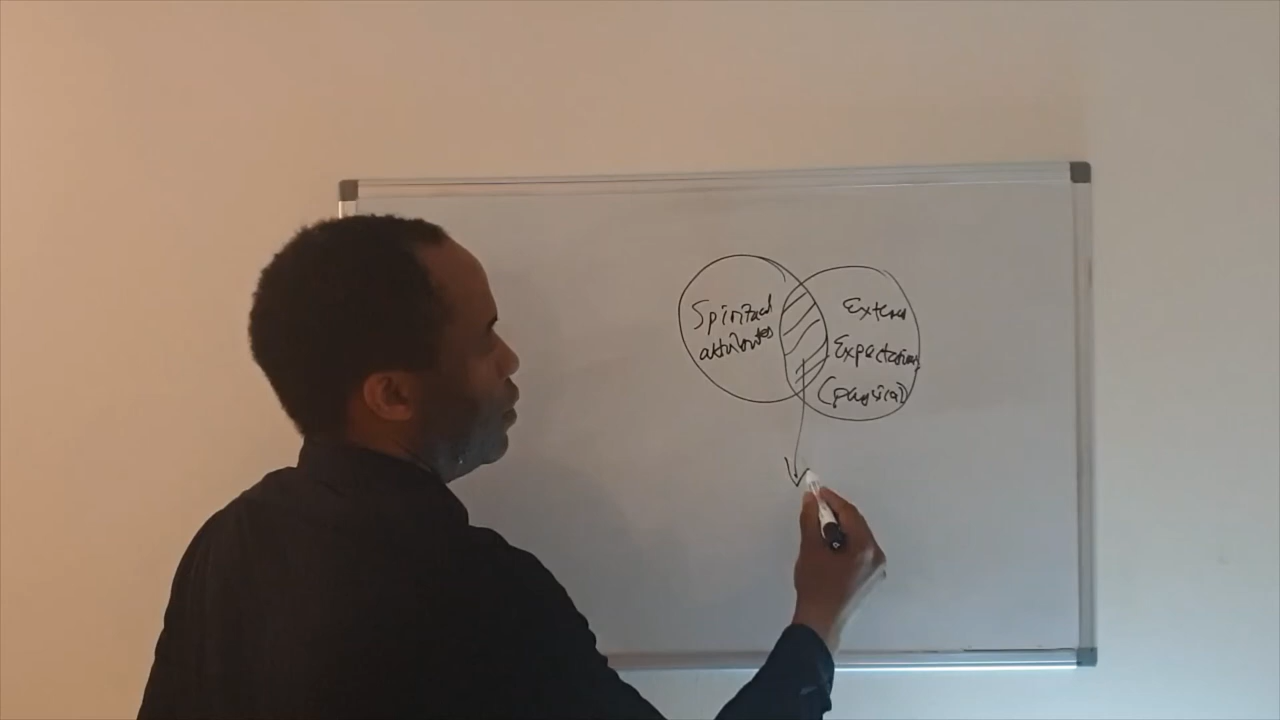 Spiritual
attributes
External
Expectations
(physical)